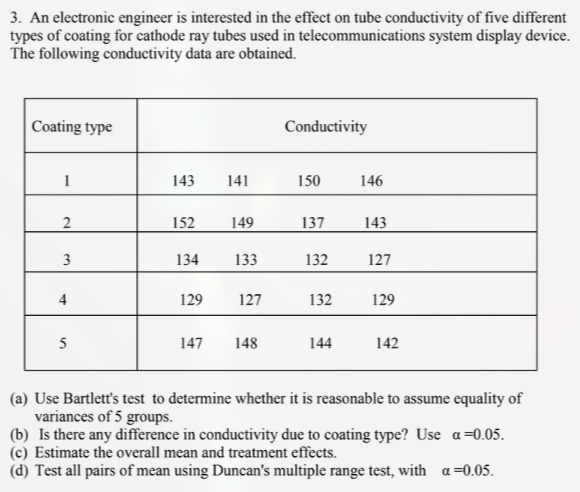 3. An electronic engineer is interested in the effect on tube conductivity of five different
types of coating for cathode ray tubes used in telecommunications system display device.
The following conductivity data are obtained.
Coating type Conductivity
1 143 141 150 146
2 152 149 137 143
3 134 133 132 127
4 129 127 132 129
5 147 148 144 142
(a) Use Bartlett's test to determine whether it is reasonable to assume equality of
variances of 5 groups.
(b) Is there any difference in conductivity due to coating type? Use α=0.05.
(c) Estimate the overall mean and treatment effects.
(d) Test all pairs of mean using Duncan's multiple range test, with α=0.05.